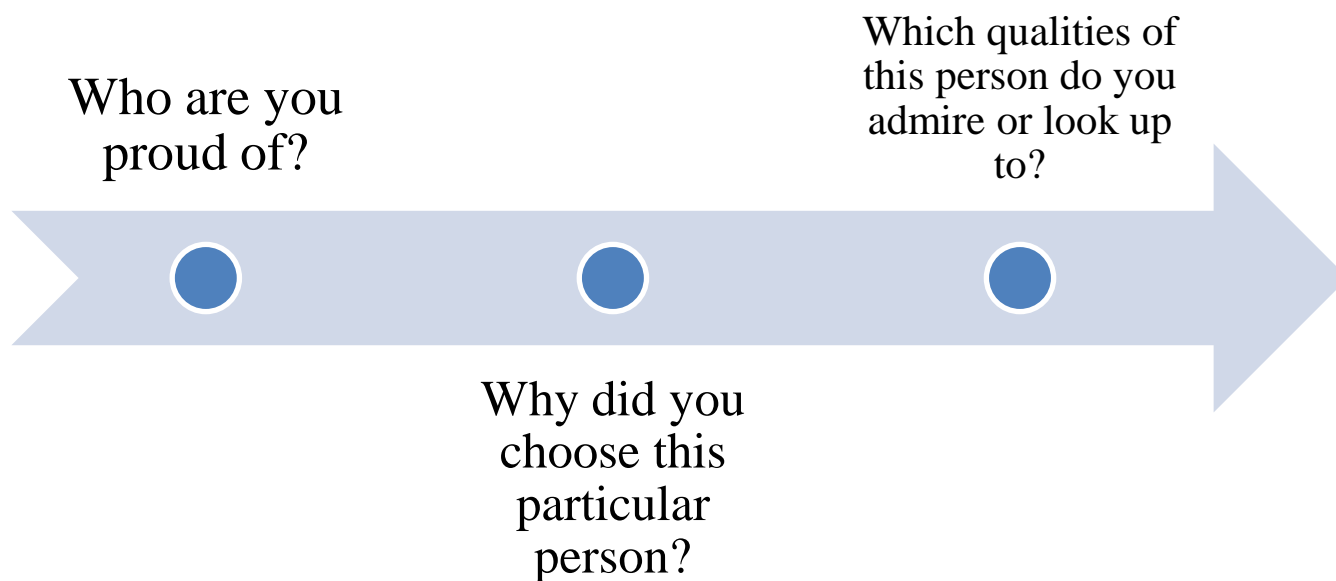 Who are you
proud of?
Why did you
choose this
particular
person?
Which qualities of
this person do you
admire or look up
to?